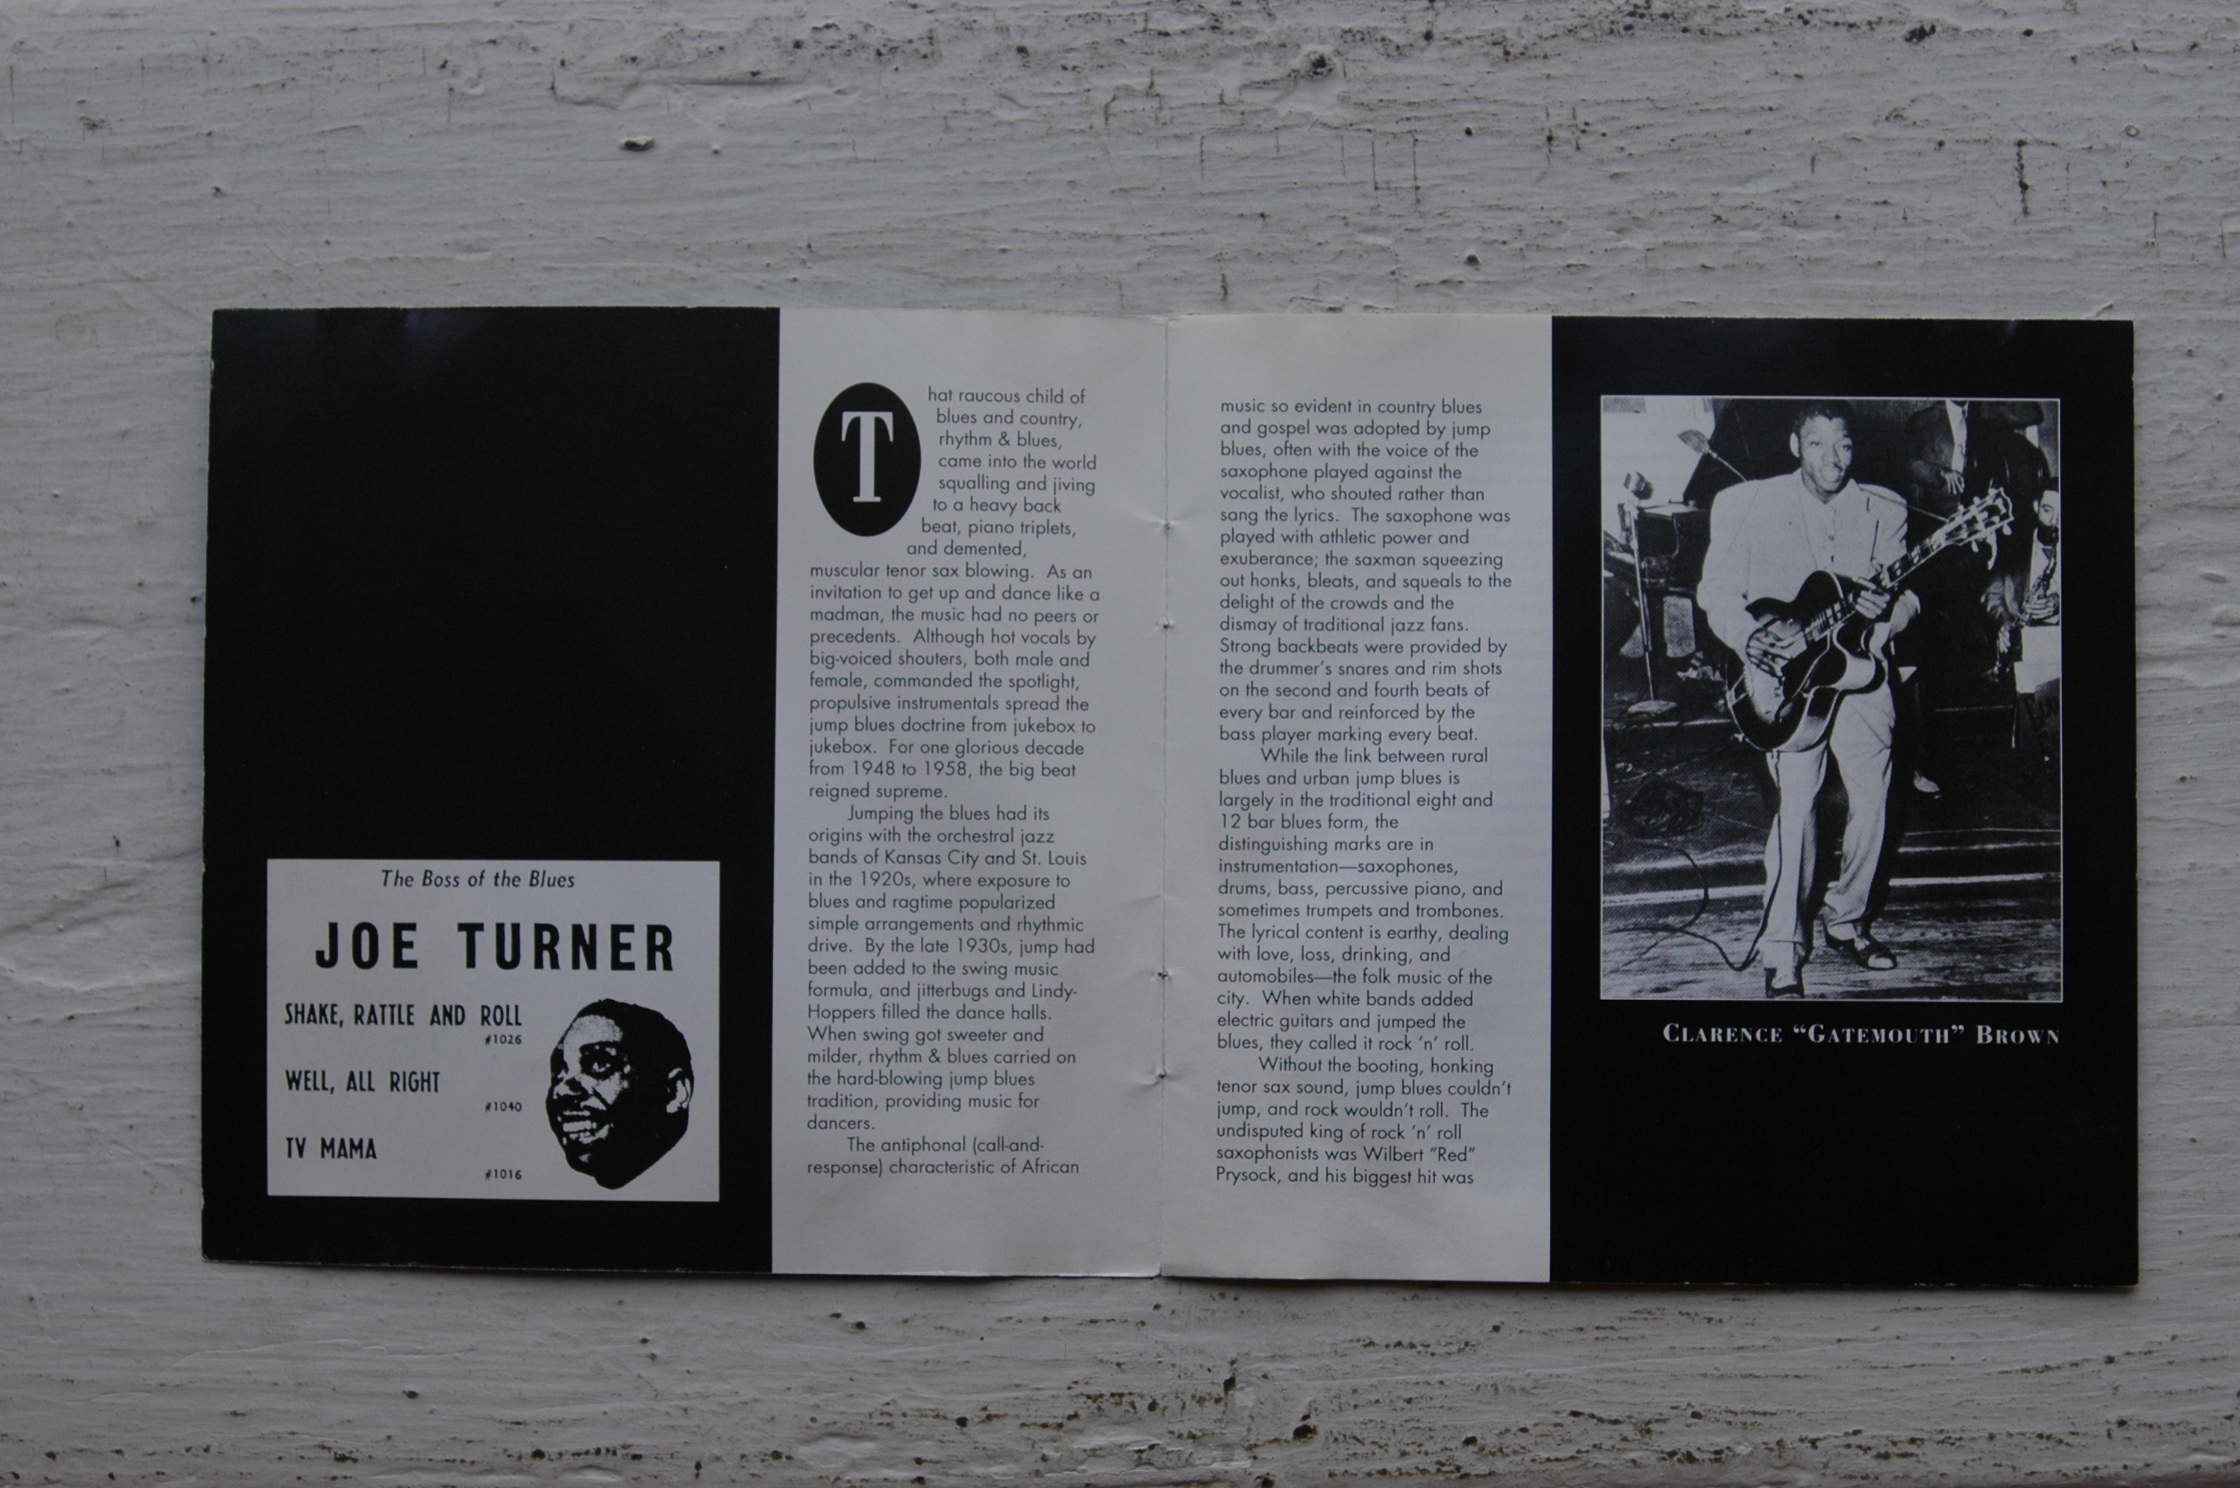 The Boss of the Blues
JOE TURNER
SHAKE, RATTLE AND ROLL
#1026
WELL, ALL RIGHT
#1040
TV MAMA
#1016
That raucous child of
blues and country,
rhythm & blues,
came into the world
squalling and jiving
to a heavy back
beat, piano triplets,
and demented,
muscular tenor sax blowing. As an
invitation to get up and dance like a
madman, the music had no peers or
precedents. Although hot vocals by
big-voiced shouters, both male and
female, commanded the spotlight,
propulsive instrumentals spread the
jump blues doctrine from jukebox to
jukebox. For one glorious decade
from 1948 to 1958, the big beat
reigned supreme.
Jumping the blues had its
origins with the orchestral jazz
bands of Kansas City and St. Louis
in the 1920s, where exposure to
blues and ragtime popularized
simple arrangements and rhythmic
drive. By the late 1930s, jump had
been added to the swing music
formula, and jitterbugs and Lindy-
Hoppers filled the dance halls.
When swing got sweeter and
milder, rhythm & blues carried on
the hard-blowing jump blues
tradition, providing music for
dancers.
The antiphonal (call-and-
response) characteristic of African
music so evident in country blues
and gospel was adopted by jump
blues, often with the voice of the
saxophone played against the
vocalist, who shouted rather than
sang the lyrics. The saxophone was
played with athletic power and
exuberance; the saxman squeezing
out honks, bleats, and squeals to the
delight of the crowds and the
dismay of traditional jazz fans.
Strong backbeats were provided by
the drummer's snares and rim shots
on the second and fourth beats of
every bar and reinforced by the
bass player marking every beat.
While the link between rural
blues and urban jump blues is
largely in the traditional eight and
12 bar blues form, the
distinguishing marks are in
instrumentation—saxophones,
drums, bass, percussive piano, and
sometimes trumpets and trombones.
The lyrical content is earthy, dealing
with love, loss, drinking, and
automobiles—the folk music of the
city. When white bands added
electric guitars and jumped the
blues, they called it rock 'n' roll.
Without the booting, honking
tenor sax sound, jump blues couldn't
jump, and rock wouldn't roll. The
undisputed king of rock 'n' roll
saxophonists was Wilbert "Red"
Prysock, and his biggest hit was
CLARENCE "GATEMOUTH" BROWN